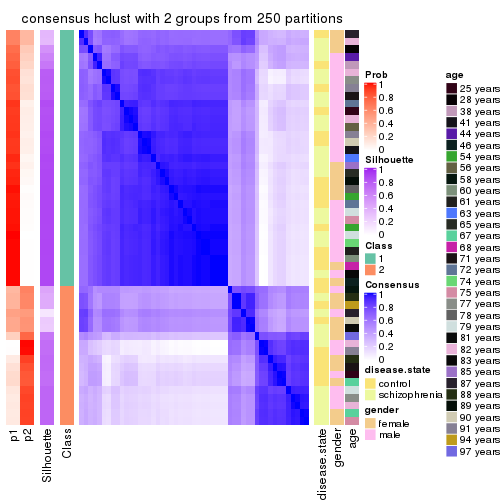 consensus hclust with 2 groups from 250 partitions
Prob
1
0.8
0.6
0.4
0.2
0
Silhouette
1
0.8
0.6
0.4
0.2
0
Class
1
2
Consensus
1
0.8
0.6
0.4
0.2
0
disease.state
control
schizophrenia
gender
female
male
age
25 years
28 years
38 years
41 years
44 years
46 years
54 years
56 years
58 years
60 years
61 years
63 years
65 years
67 years
68 years
71 years
72 years
74 years
75 years
77 years
78 years
79 years
81 years
82 years
83 years
85 years
87 years
88 years
89 years
90 years
91 years
94 years
97 years
p1
p2
Silhouette
Class
disease.state
gender
age